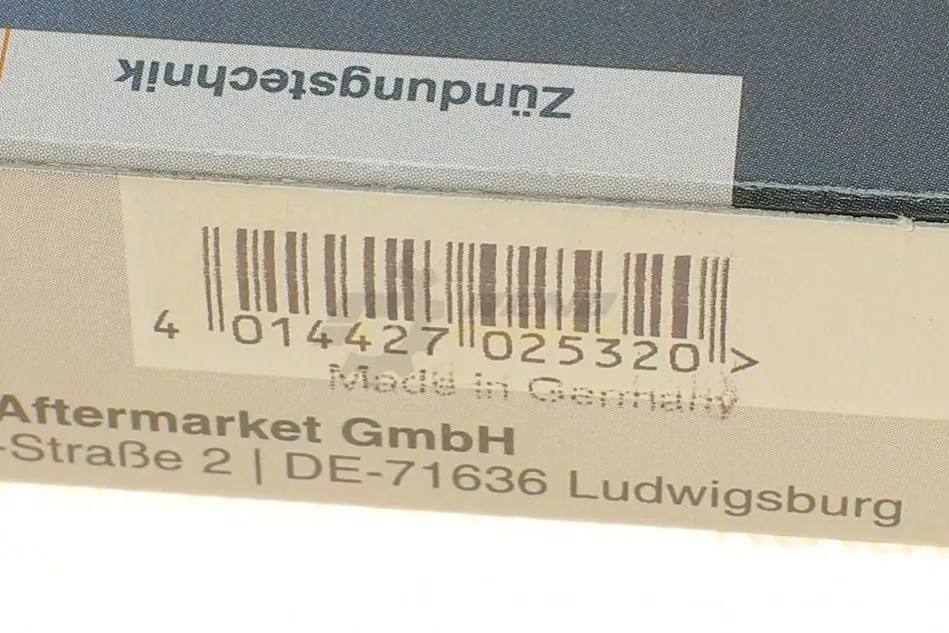 Zündungstechnik
4 014427 025320 >
Made in Germany
Aftermarket GmbH
-Straße 2 | DE-71636 Ludwigsburg